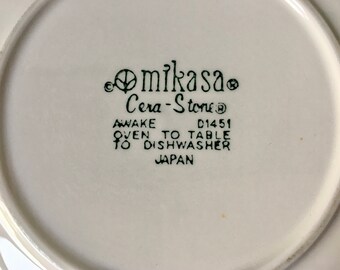 © mikasa®
Cera-Stone®
AWAKE D1451
OVEN TO TABLE
TO DISHWASHER
JAPAN